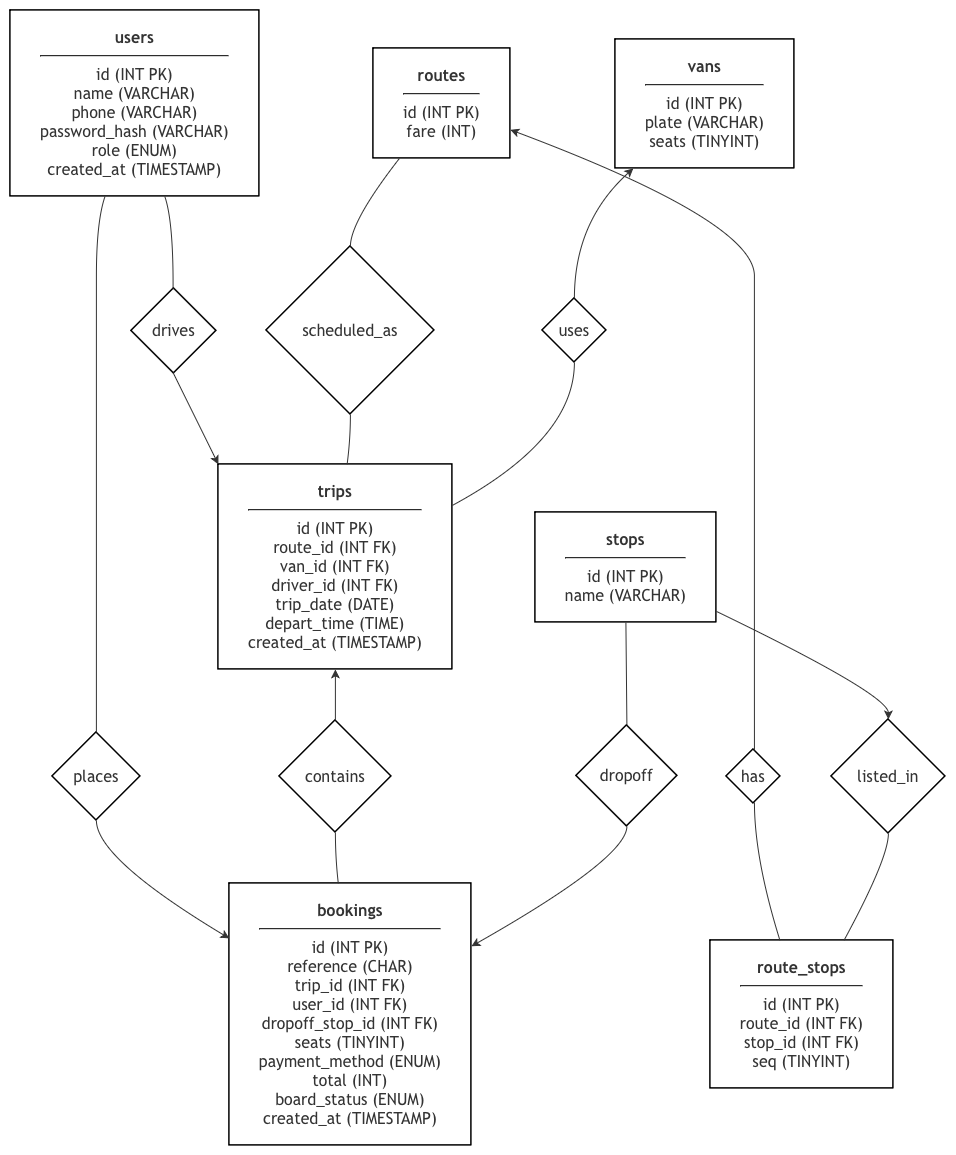 users
id (INT PK)
name (VARCHAR)
phone (VARCHAR)
password_hash (VARCHAR)
role (ENUM)
created_at (TIMESTAMP)
routes
id (INT PK)
fare (INT)
vans
id (INT PK)
plate (VARCHAR)
seats (TINYINT)
drives
scheduled_as
uses
trips
id (INT PK)
route_id (INT FK)
van_id (INT FK)
driver_id (INT FK)
trip_date (DATE)
depart_time (TIME)
created_at (TIMESTAMP)
stops
id (INT PK)
name (VARCHAR)
places
contains
dropoff
has
listed_in
bookings
id (INT PK)
reference (CHAR)
trip_id (INT FK)
user_id (INT FK)
dropoff_stop_id (INT FK)
seats (TINYINT)
payment_method (ENUM)
total (INT)
board_status (ENUM)
created_at (TIMESTAMP)
route_stops
id (INT PK)
route_id (INT FK)
stop_id (INT FK)
seq (TINYINT)